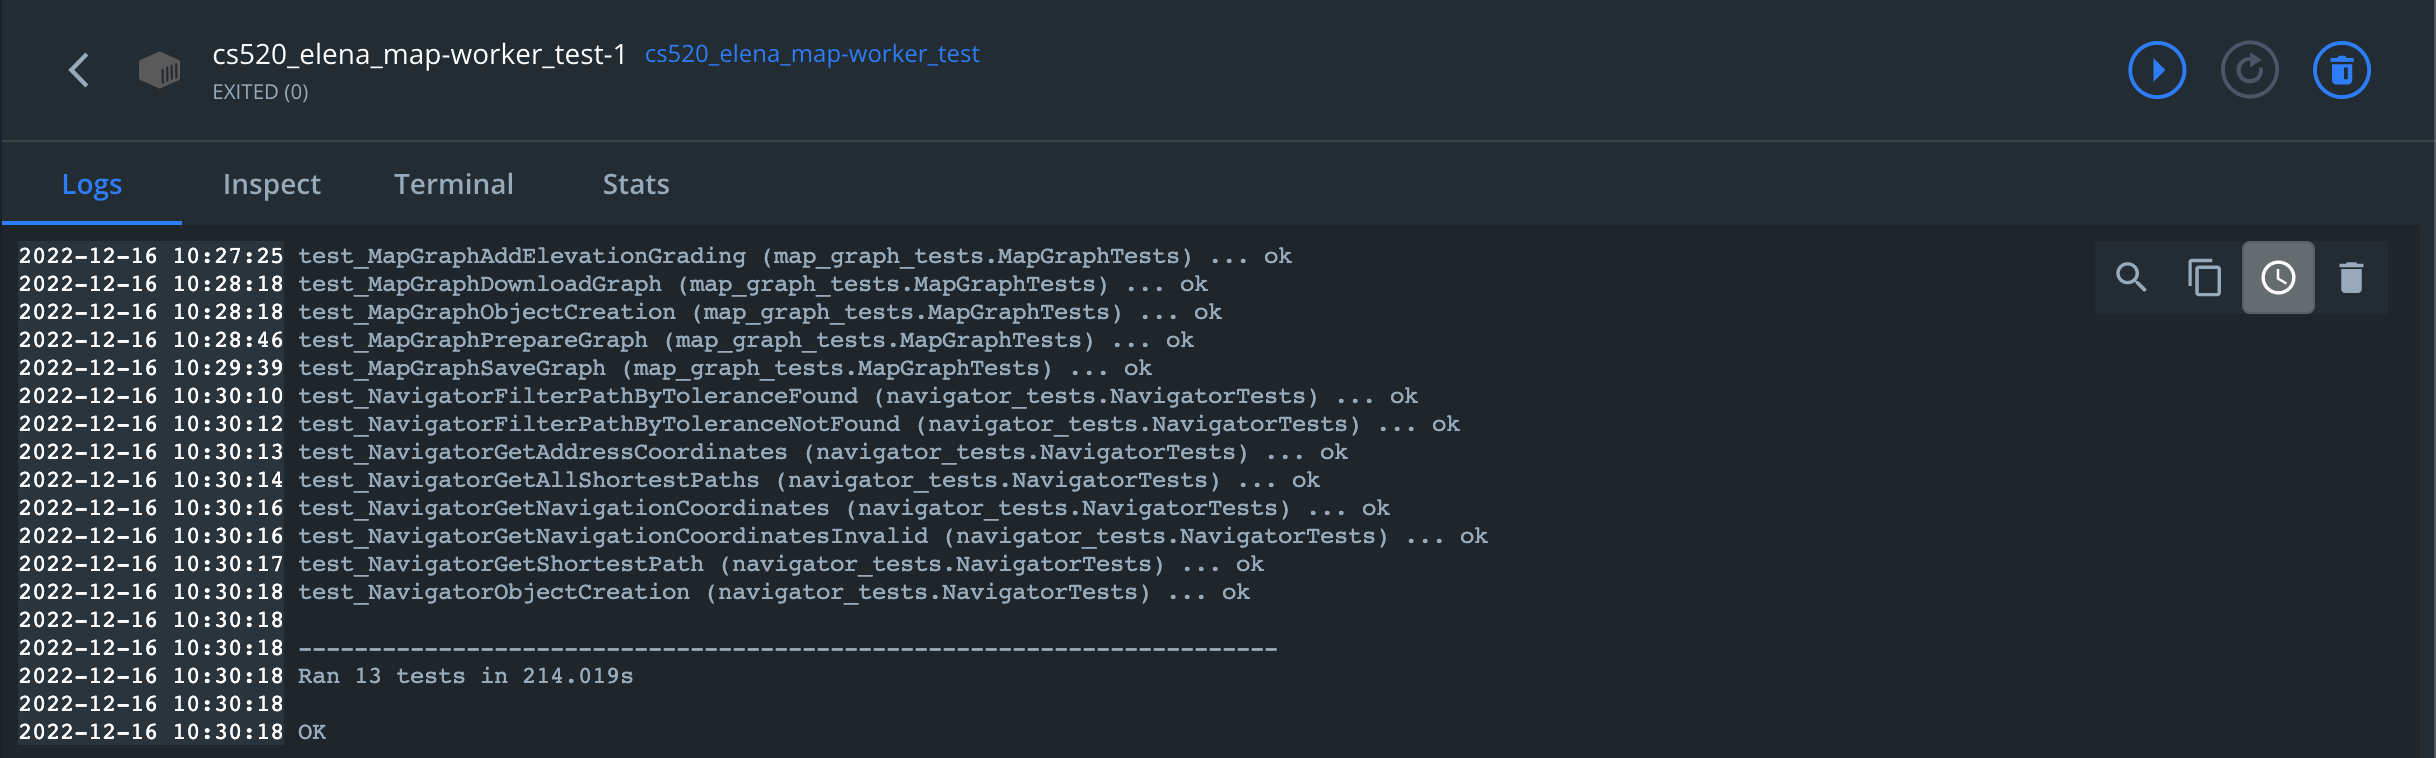 cs520_elena_map-worker_test-1 cs520_elena_map-worker_test
EXITED (0)
Logs Inspect Terminal Stats
2022-12-16 10:27:25 test_MapGraphAddElevationGrading (map_graph_tests.MapGraphTests) ... ok
2022-12-16 10:28:18 test_MapGraphDownloadGraph (map_graph_tests.MapGraphTests) ... ok
2022-12-16 10:28:18 test_MapGraphObjectCreation (map_graph_tests.MapGraphTests) ... ok
2022-12-16 10:28:46 test_MapGraphPrepareGraph (map_graph_tests.MapGraphTests) ... ok
2022-12-16 10:29:39 test_MapGraphSaveGraph (map_graph_tests.MapGraphTests) ... ok
2022-12-16 10:30:10 test_NavigatorFilterPathByToleranceFound (navigator_tests.NavigatorTests) ... ok
2022-12-16 10:30:12 test_NavigatorFilterPathByToleranceNotFound (navigator_tests.NavigatorTests) ... ok
2022-12-16 10:30:13 test_NavigatorGetAddressCoordinates (navigator_tests.NavigatorTests) ... ok
2022-12-16 10:30:14 test_NavigatorGetAllShortestPaths (navigator_tests.NavigatorTests) ... ok
2022-12-16 10:30:16 test_NavigatorGetNavigationCoordinates (navigator_tests.NavigatorTests) ... ok
2022-12-16 10:30:16 test_NavigatorGetNavigationCoordinatesInvalid (navigator_tests.NavigatorTests) ... ok
2022-12-16 10:30:17 test_NavigatorGetShortestPath (navigator_tests.NavigatorTests) ... ok
2022-12-16 10:30:18 test_NavigatorObjectCreation (navigator_tests.NavigatorTests) ... ok
2022-12-16 10:30:18
2022-12-16 10:30:18 ----------------------------------------------------------------------
2022-12-16 10:30:18 Ran 13 tests in 214.019s
2022-12-16 10:30:18
2022-12-16 10:30:18 OK